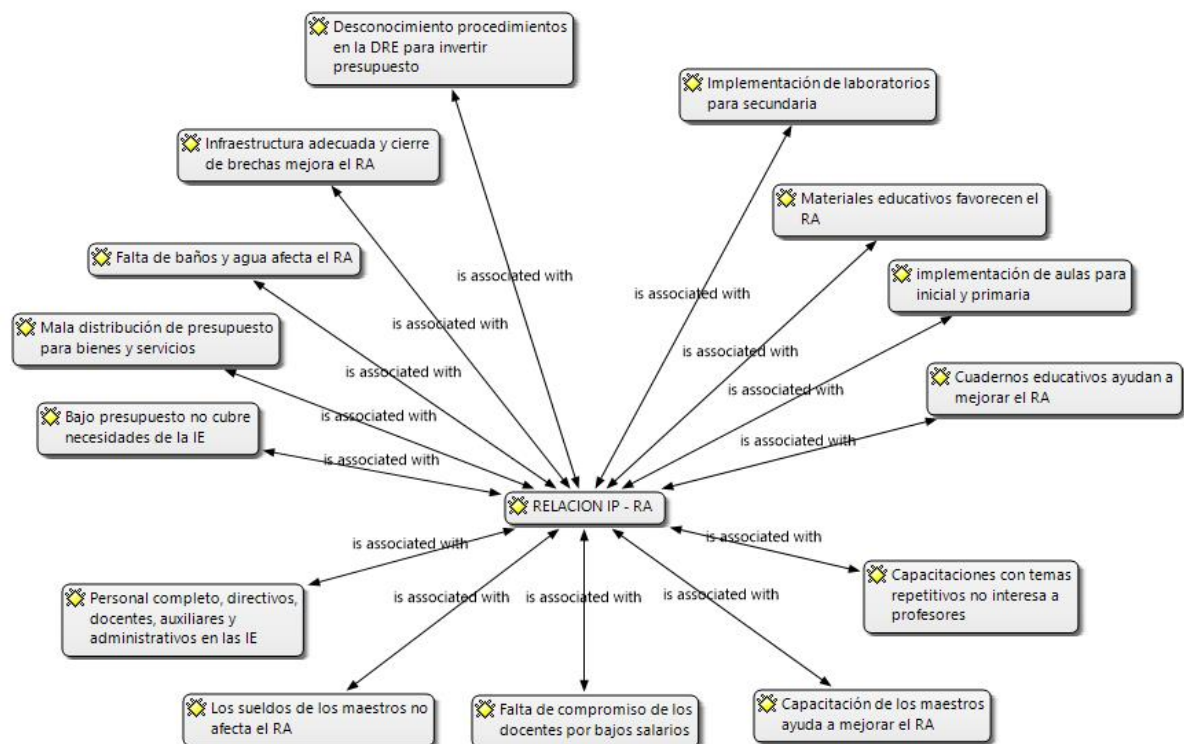 Desconocimiento procedimientos
en la DRE para invertir
presupuesto
Implementación de laboratorios
para secundaria
Infraestructura adecuada y cierre
de brechas mejora el RA
Materiales educativos favorecen el
RA
Falta de baños y agua afecta el RA
implementación de aulas para
inicial y primaria
is associated with
is associated with
is associated with
Mala distribución de presupuesto
para bienes y servicios
is associated with
is associated with
is associated with
Cuadernos educativos ayudan a
mejorar el RA
Bajo presupuesto no cubre
necesidades de la IE
is associated with
is associated with
is associated with
RELACION IP - RA
is associated with
is associated with
Personal completo, directivos,
docentes, auxiliares y
administrativos en las IE
is associated with
is associated with
is associated with
Capacitaciones con temas
repetitivos no interesa a
profesores
Los sueldos de los maestros no
afecta el RA
Falta de compromiso de los
docentes por bajos salarios
Capacitación de los maestros
ayuda a mejorar el RA